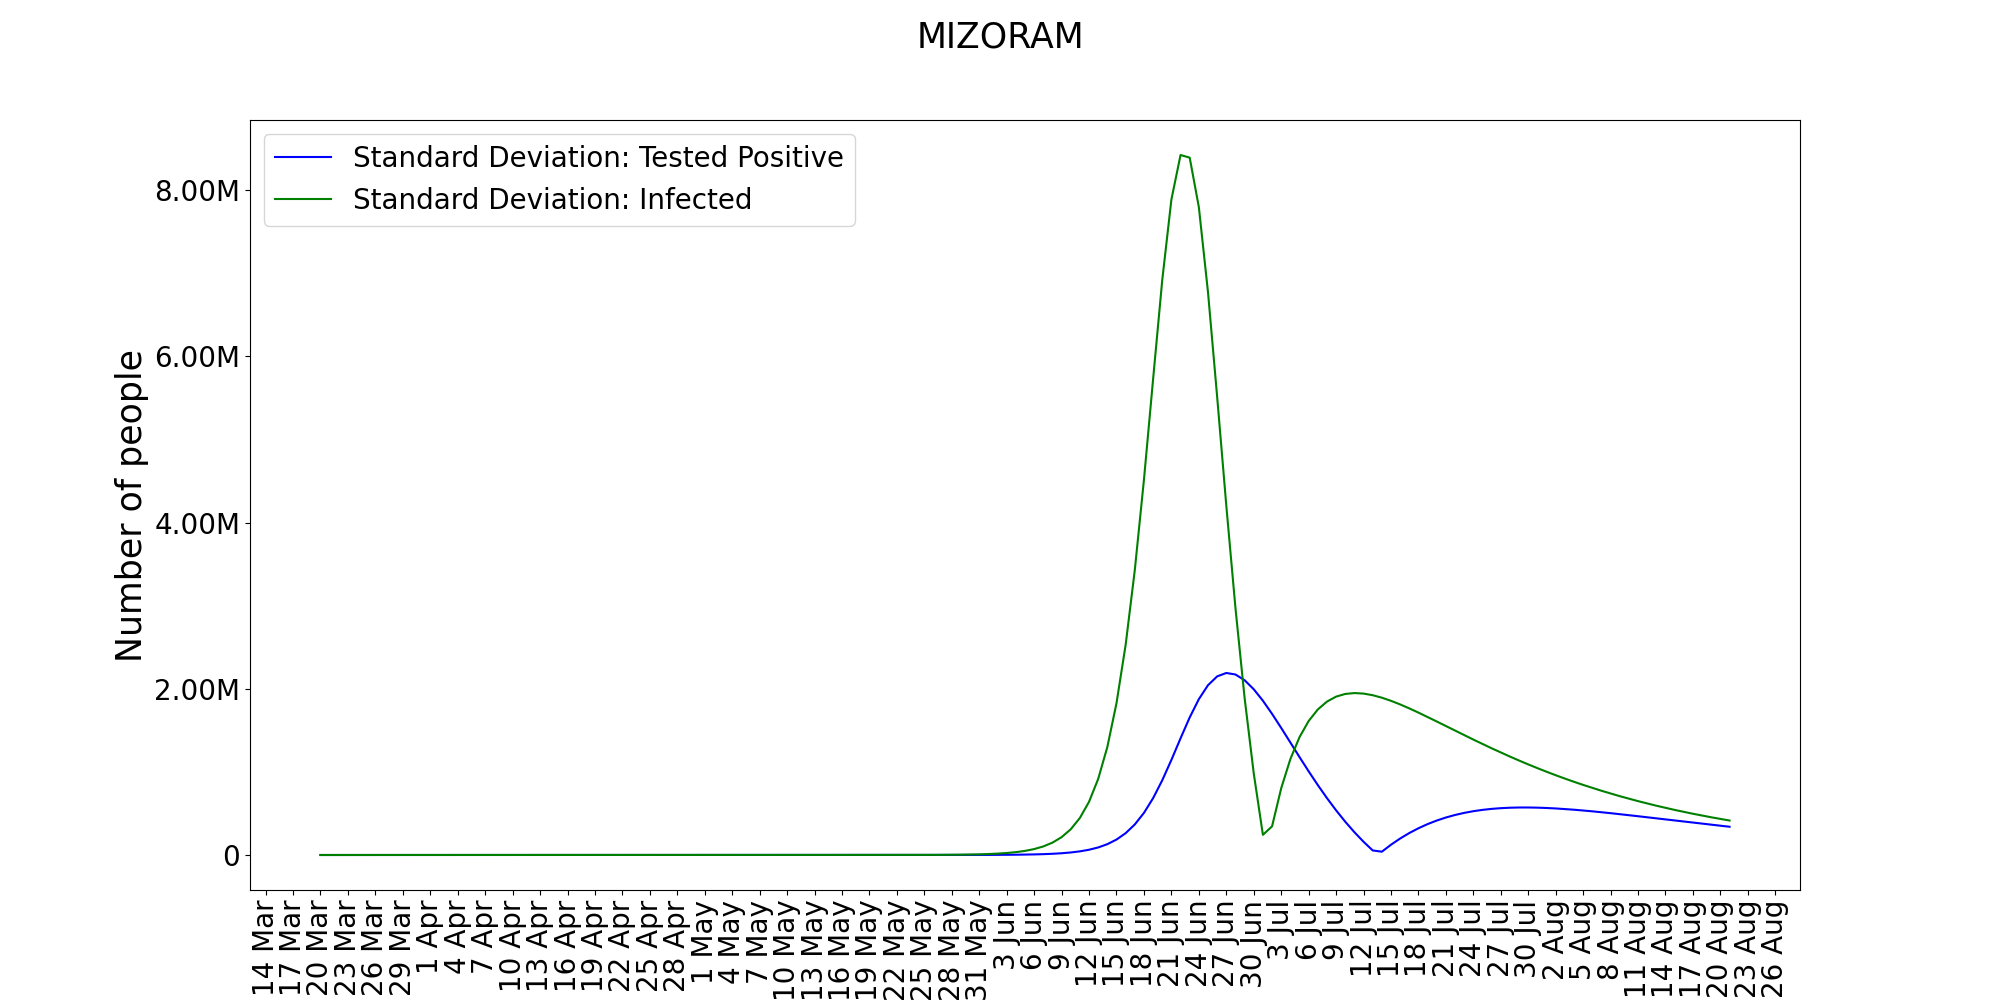 MIZORAM
Standard Deviation: Tested Positive
Standard Deviation: Infected
Number of people
8.00M
6.00M
4.00M
2.00M
0
14 Mar
17 Mar
20 Mar
23 Mar
26 Mar
29 Mar
1 Apr
4 Apr
7 Apr
10 Apr
13 Apr
16 Apr
19 Apr
22 Apr
25 Apr
28 Apr
1 May
4 May
7 May
10 May
13 May
16 May
19 May
22 May
25 May
28 May
31 May
3 Jun
6 Jun
9 Jun
12 Jun
15 Jun
18 Jun
21 Jun
24 Jun
27 Jun
30 Jun
3 Jul
6 Jul
9 Jul
12 Jul
15 Jul
18 Jul
21 Jul
24 Jul
27 Jul
30 Jul
2 Aug
5 Aug
8 Aug
11 Aug
14 Aug
17 Aug
20 Aug
23 Aug
26 Aug